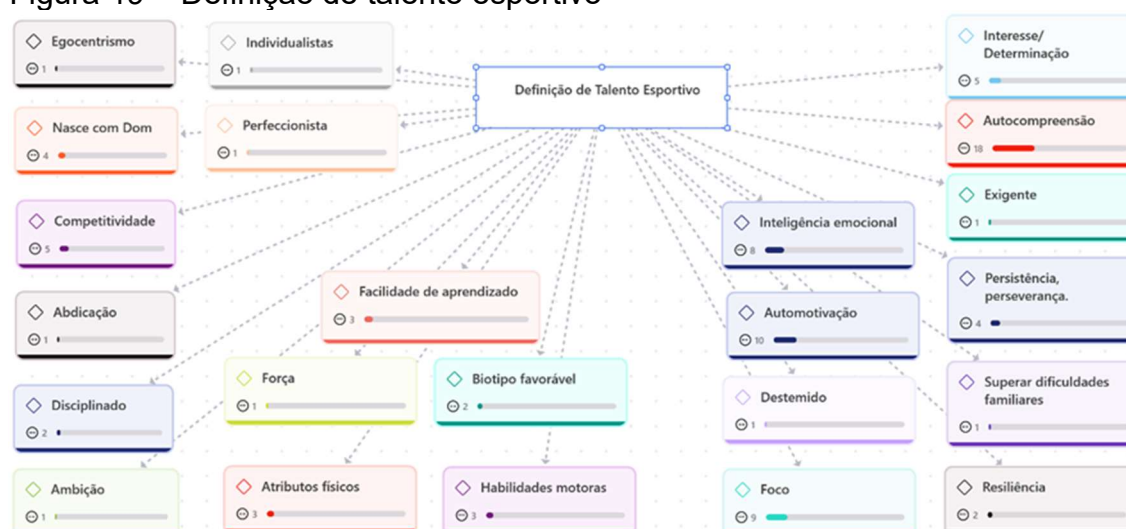 Figura 19 – Definição de talento esportivo
Egocentrismo
1
Individualistas
1
Definição de Talento Esportivo
Interesse/
Determinação
5
Nasce com Dom
4
Perfeccionista
1
Autocompreensão
18
Competitividade
5
Exigente
1
Inteligência emocional
8
Facilidade de aprendizado
3
Persistência,
perseverança.
4
Abdicação
1
Automotivação
10
Força
1
Biotipo favorável
2
Destemido
1
Superar dificuldades
familiares
1
Disciplinado
2
Ambição
1
Atributos físicos
3
Habilidades motoras
3
Foco
9
Resiliência
2